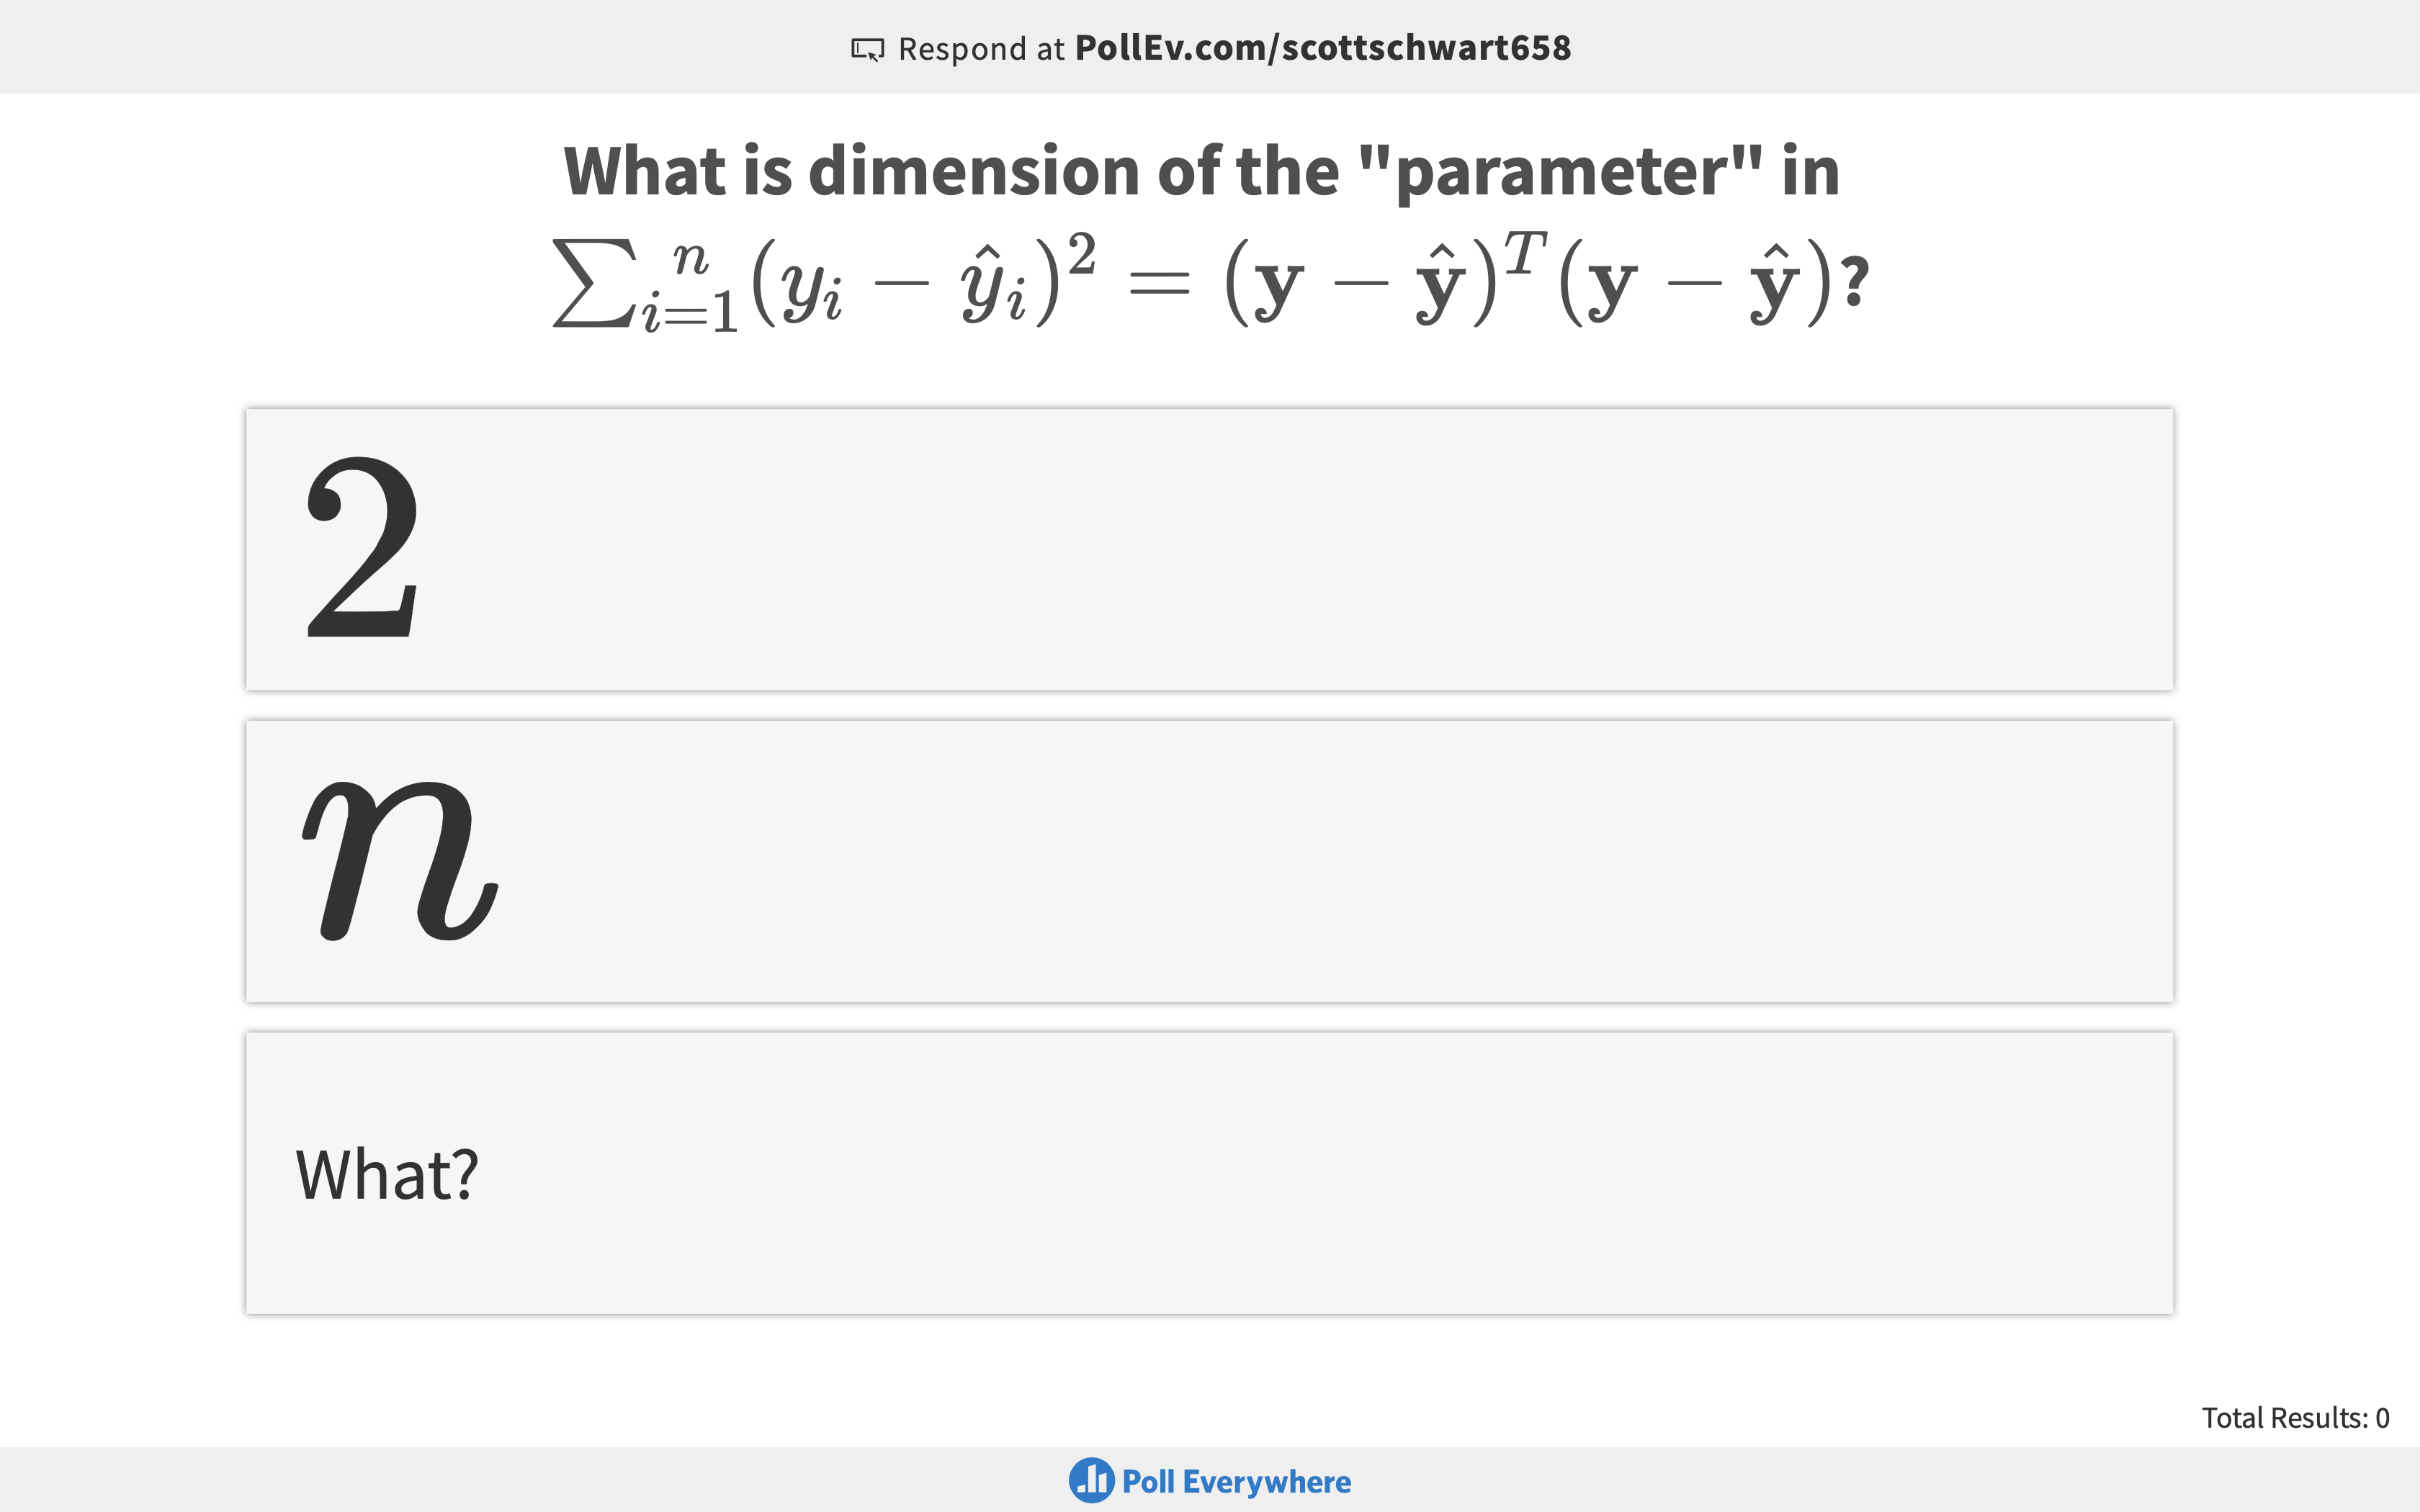 Respond at PollEv.com/scottschwart658
What is dimension of the "parameter" in
$\sum_{i=1}^{n}(y_i - \hat{y}_i)^2 = (\mathbf{y} - \hat{\mathbf{y}})^T(\mathbf{y} - \hat{\mathbf{y}})$?
2
n
What?
Total Results: 0
Poll Everywhere